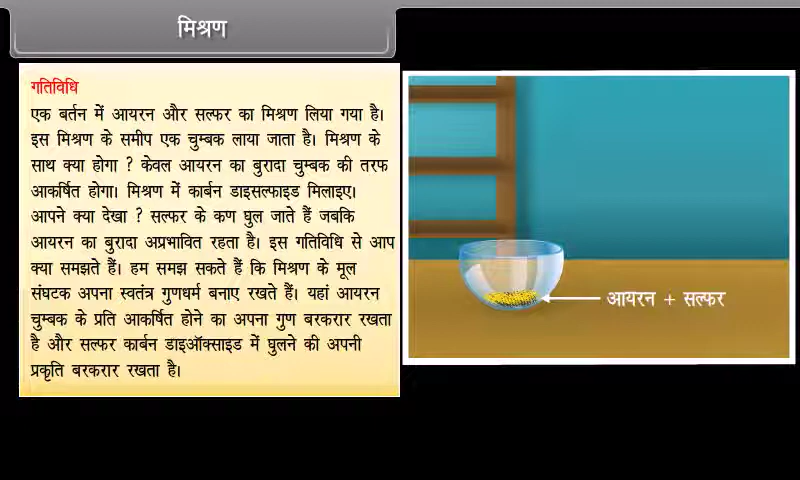 मिश्रण
गतिविधि
एक बर्तन में आयरन और सल्फर का मिश्रण लिया गया है।
इस मिश्रण के समीप एक चुम्बक लाया जाता है। मिश्रण के
साथ क्या होगा ? केवल आयरन का बुरादा चुम्बक की तरफ
आकर्षित होगा। मिश्रण में कार्बन डाइसल्फाइड मिलाइए।
आपने क्या देखा ? सल्फर के कण घुल जाते हैं जबकि
आयरन का बुरादा अप्रभावित रहता है। इस गतिविधि से आप
क्या समझते हैं। हम समझ सकते हैं कि मिश्रण के मूल
संघटक अपना स्वतंत्र गुणधर्म बनाए रखते हैं। यहां आयरन
चुम्बक के प्रति आकर्षित होने का अपना गुण बरकरार रखता
है और सल्फर कार्बन डाइऑक्साइड में घुलने की अपनी
प्रकृति बरकरार रखता है।
आयरन + सल्फर